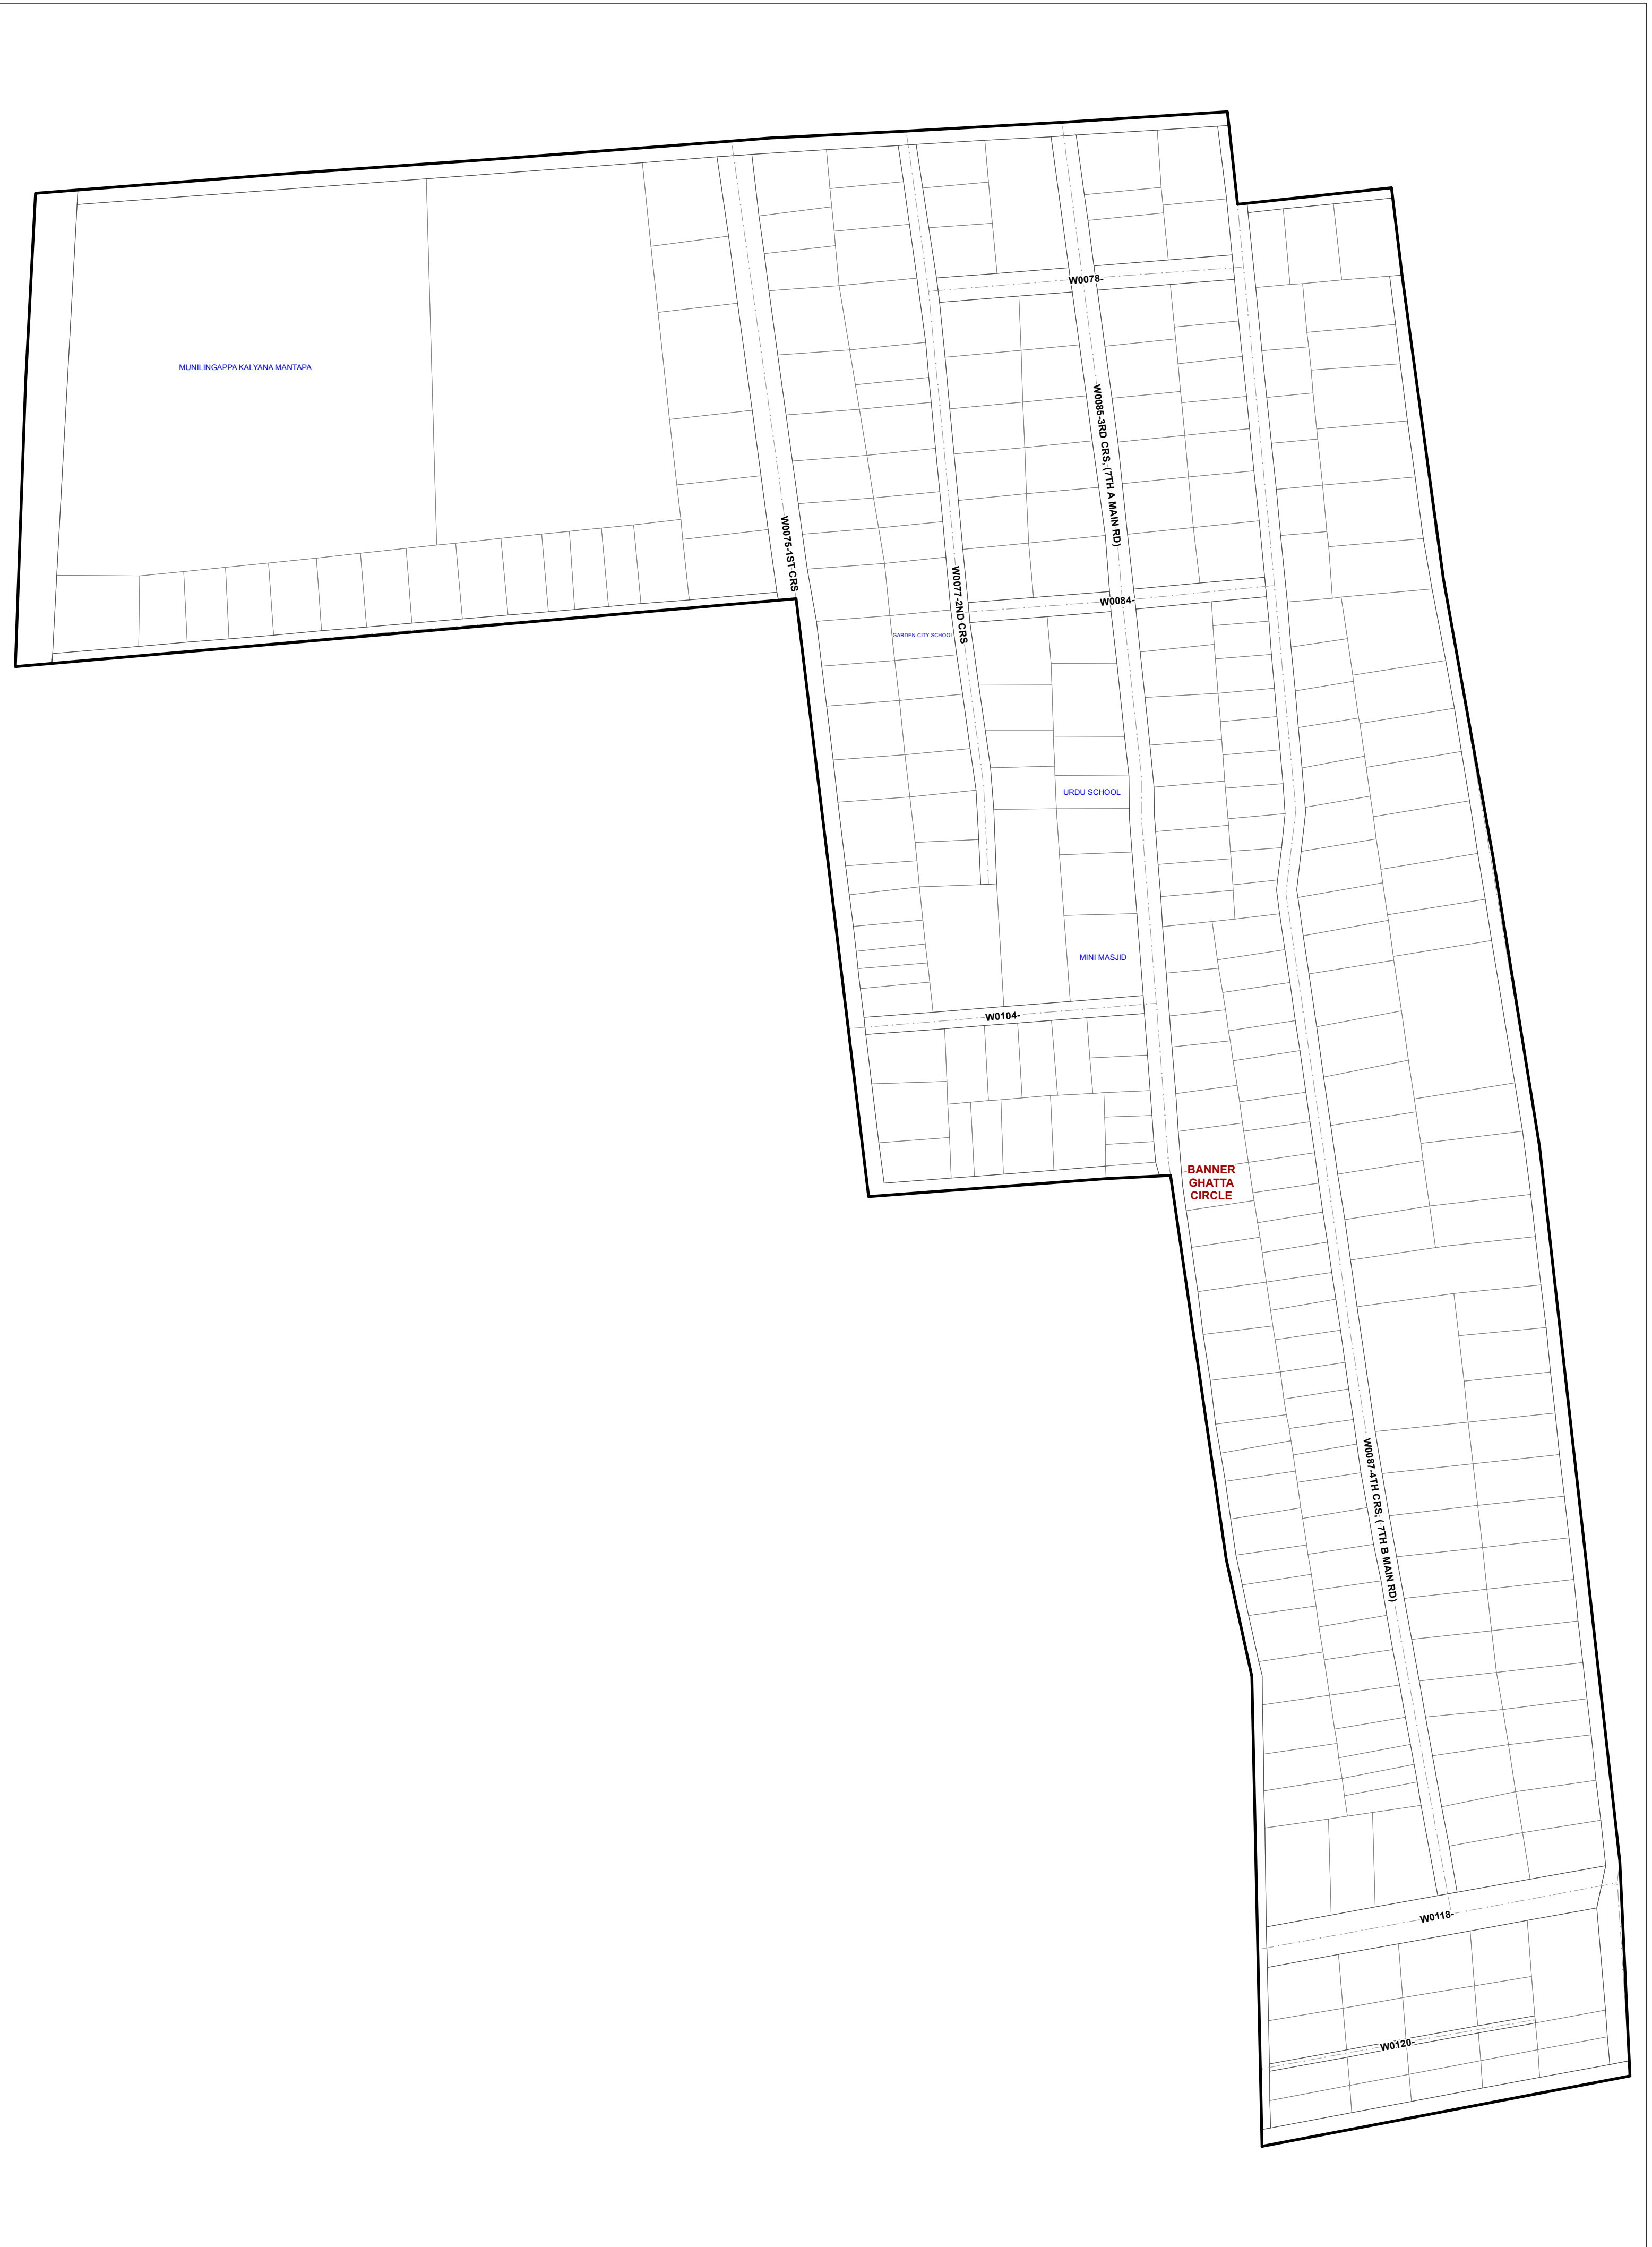 W0078-
MUNILINGAPPA KALYANA MANTAPA
W0085-3RD CRS, (7TH A MAIN RD)
W0075-1ST CRS
W0077-2ND CRS
W0084-
GARDEN CITY SCHOOL
URDU SCHOOL
MINI MASJID
W0104-
BANNER
GHATTA
CIRCLE
W0087-4TH CRS, ( 7TH B MAIN RD)
W0118-
W0120-